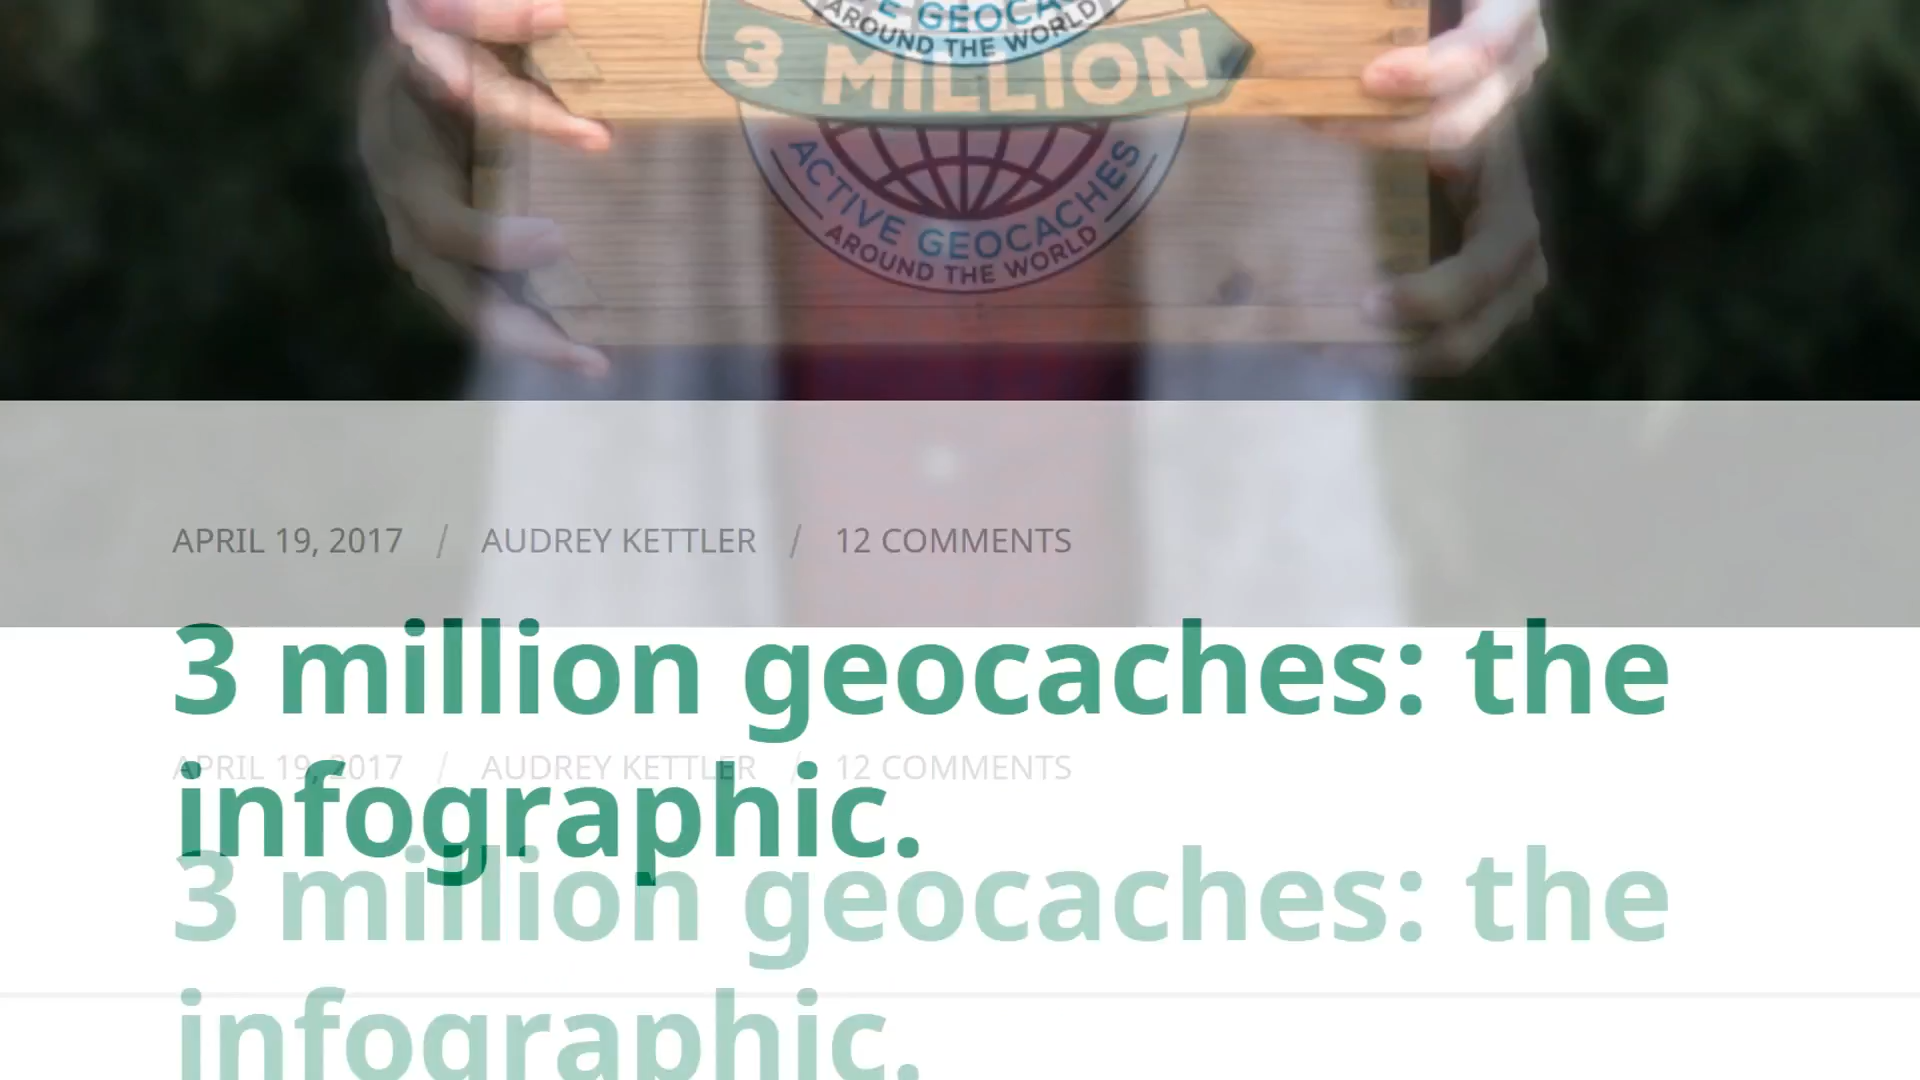 E GEOCA
AROUND THE WORLD
3 MILLION
ACTIVE GEOCACHES
AROUND THE WORLD
APRIL 19, 2017 / AUDREY KETTLER / 12 COMMENTS
3 million geocaches: the
APRIL 19, 2017 / AUDREY KETTLER / 12 COMMENTS
infographic.
3 million geocaches: the
infographic.